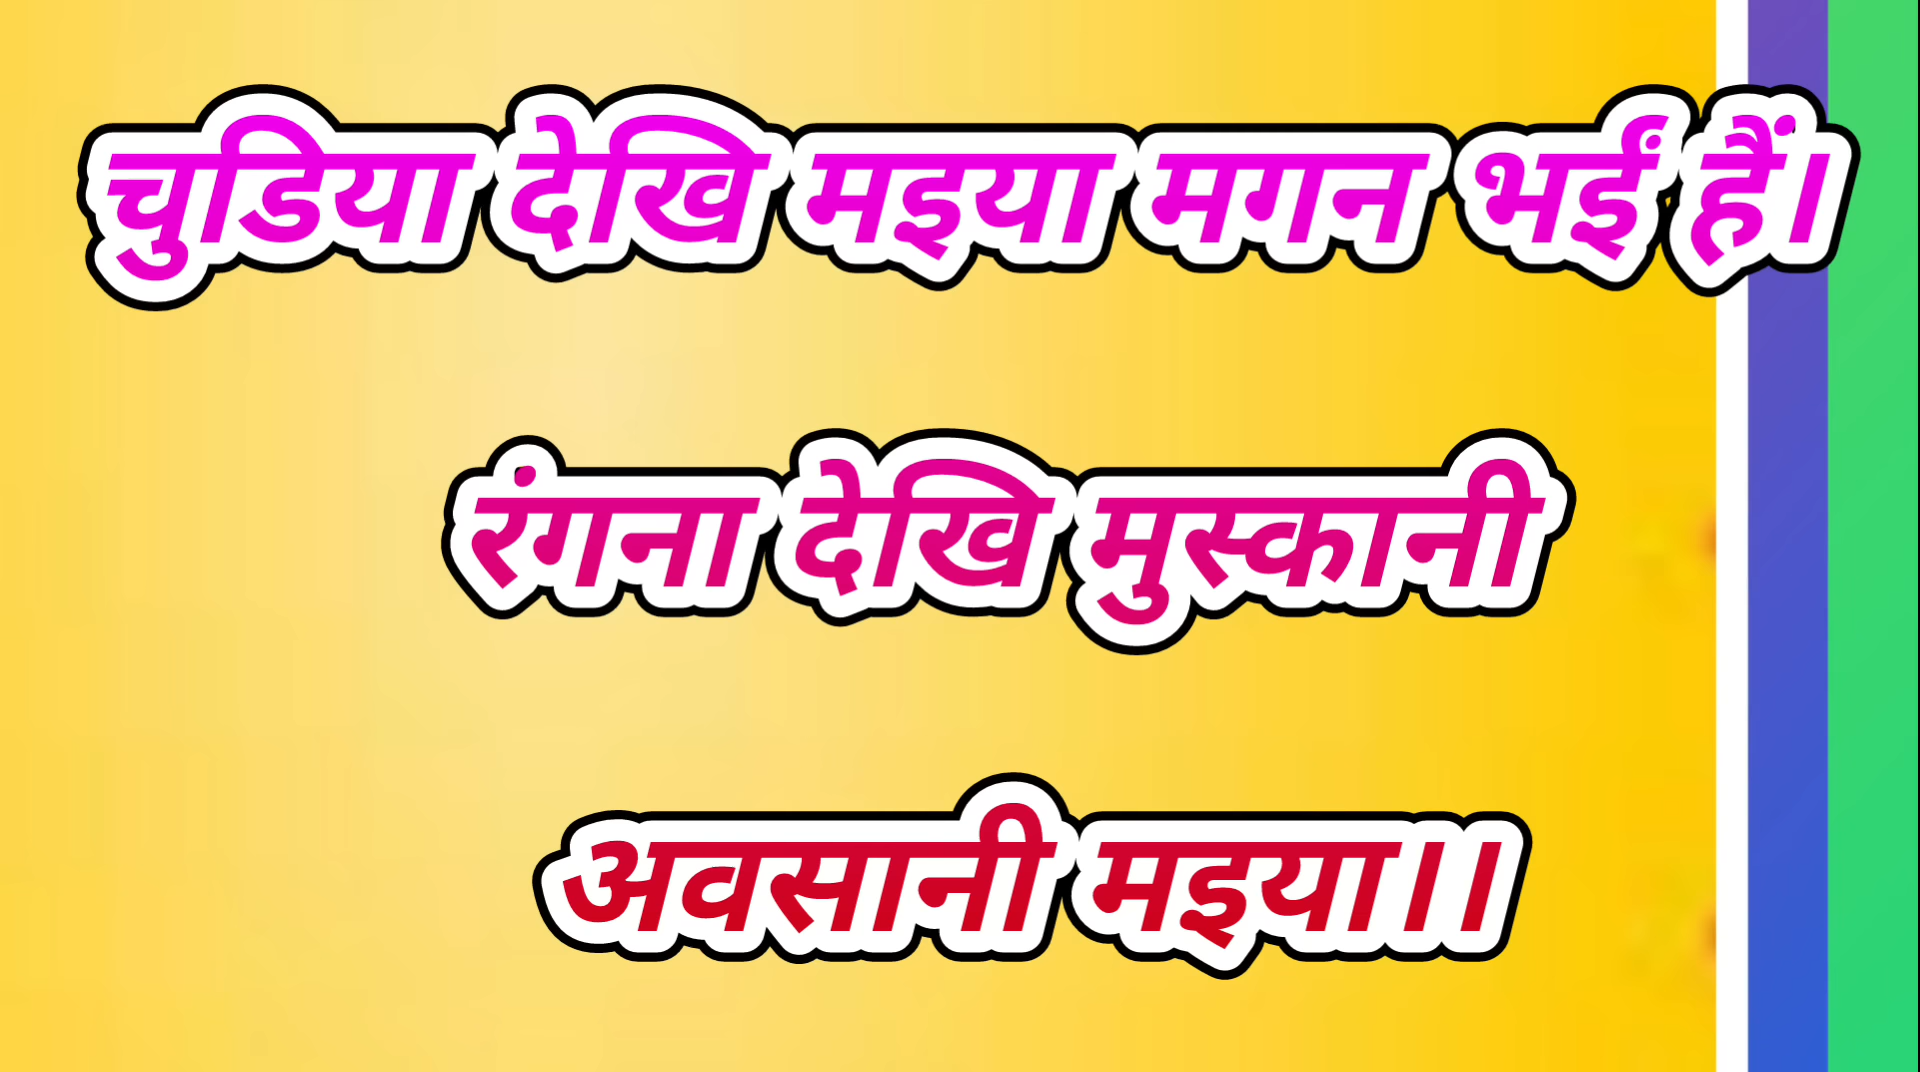 चुडिया देखि मइया मगन भईं हैं।
रंगना देखि मुस्कानी
अवसानी मइया।।